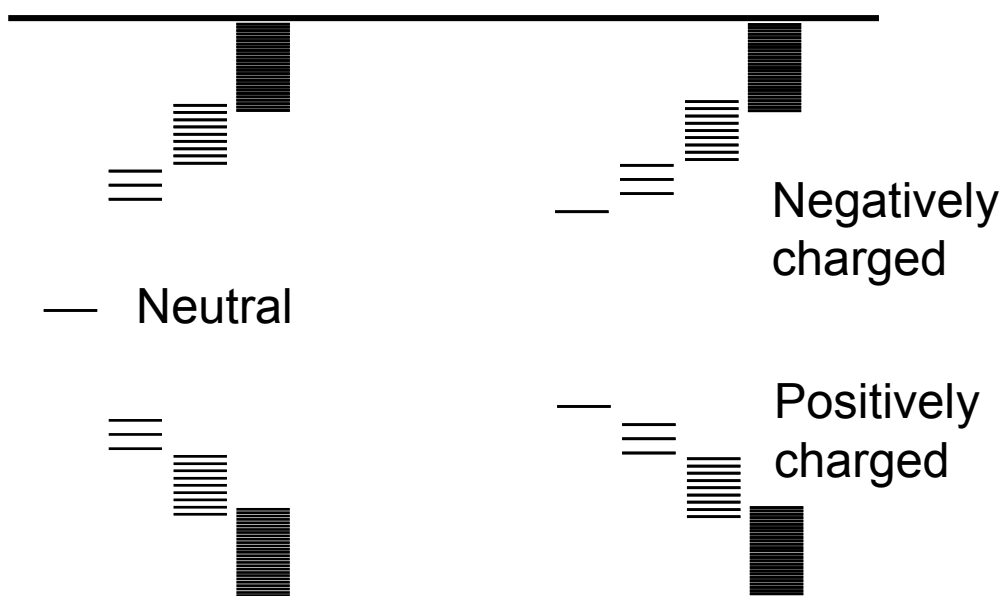 Negatively
charged
Neutral
Positively
charged